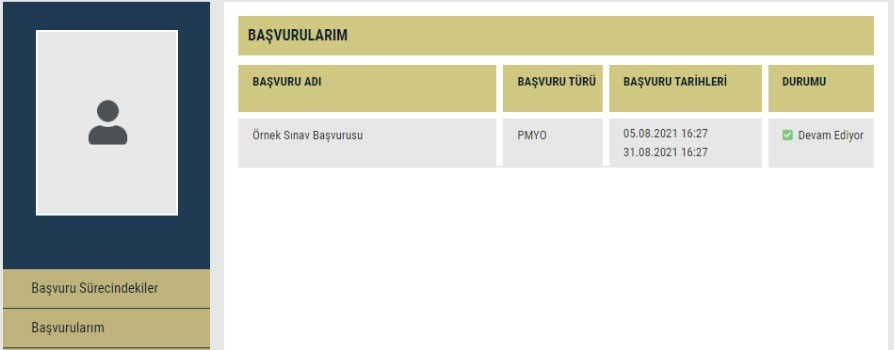 BAŞVURULARIM
BAŞVURU ADI
BAŞVURU TÜRÜ
BAŞVURU TARİHLERİ
DURUMU
Örnek Sınav Başvurusu
PMYO
05.08.2021 16:27
31.08.2021 16:27
Devam Ediyor
Başvuru Sürecindekiler
Başvurularım